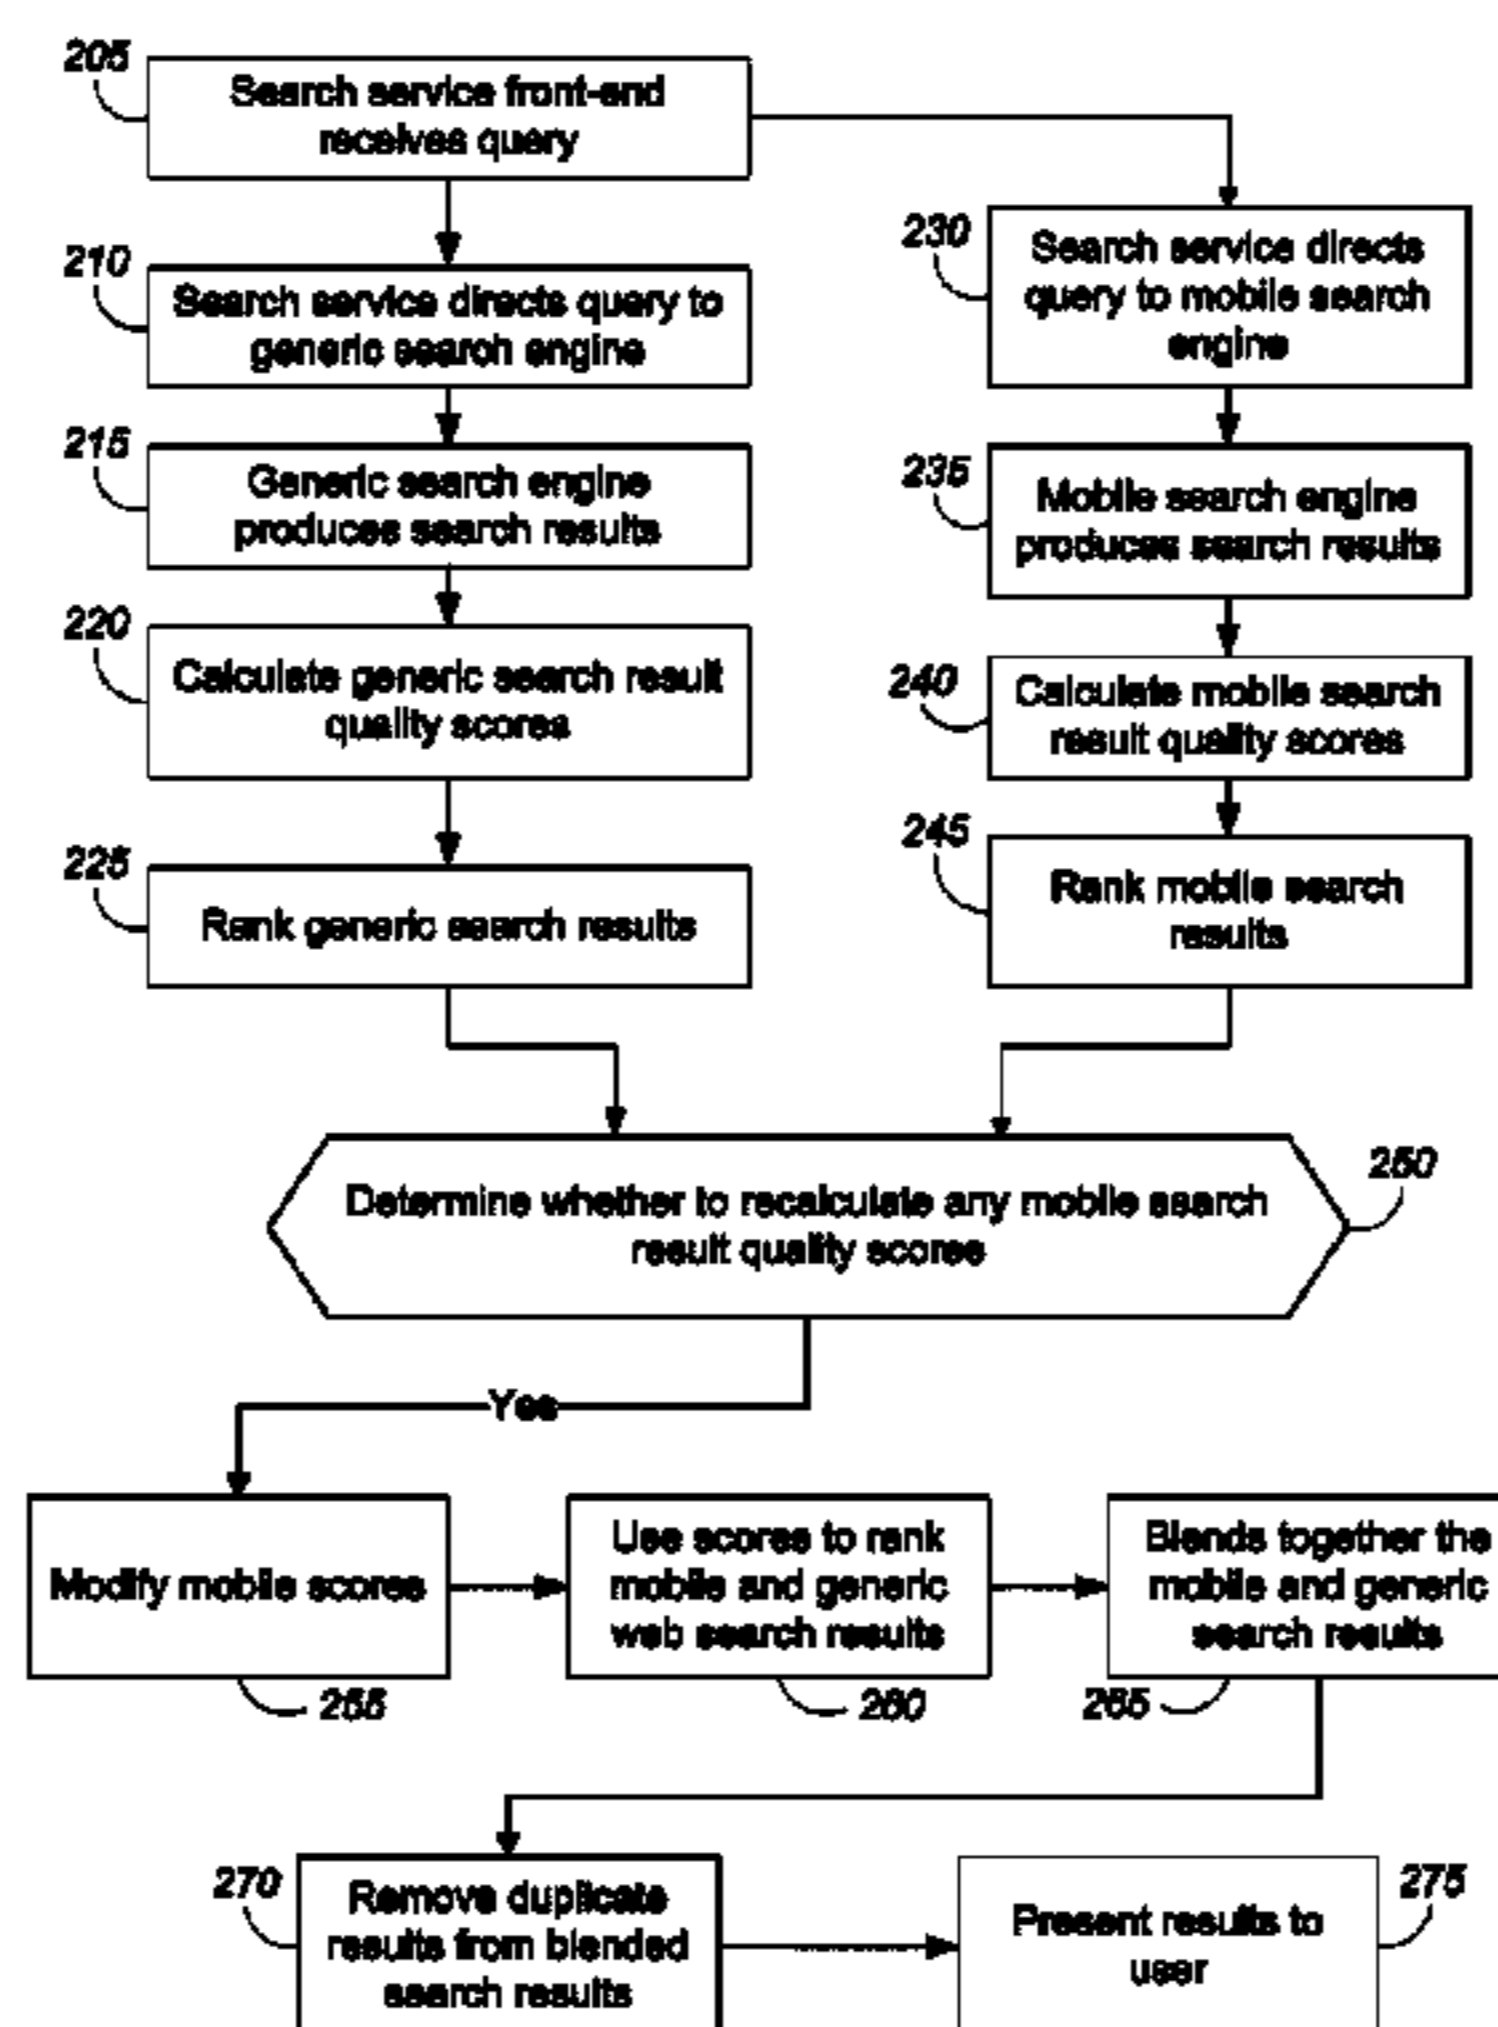 205
Search service front-end
receives query
210
Search service directs query to
generic search engine
215
Generic search engine
produces search results
220
Calculate generic search result
quality scores
225
Rank generic search results
230
Search service directs
query to mobile search
engine
235
Mobile search engine
produces search results
240
Calculate mobile search
result quality scores
245
Rank mobile search
results
250
Determine whether to recalculate any mobile search
result quality scores
Yes
Modify mobile scores
255
Use scores to rank
mobile and generic
web search results
260
Blends together the
mobile and generic
search results
265
270
Remove duplicate
results from blended
search results
275
Present results to
user